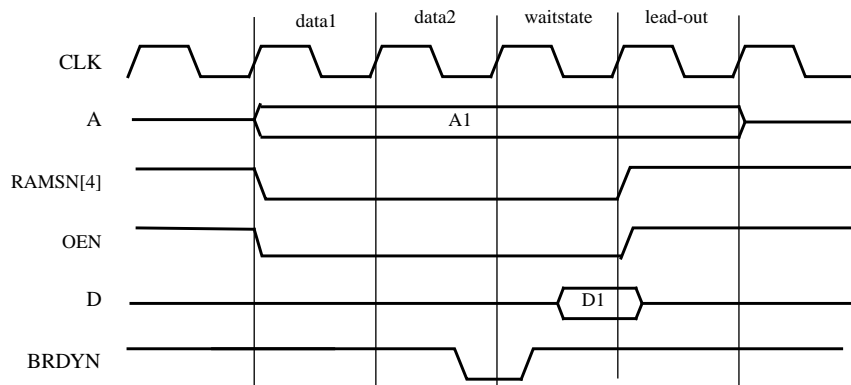 data1 data2 waitstate lead-out
CLK
A A1
RAMSN[4]
OEN
D D1
BRDYN